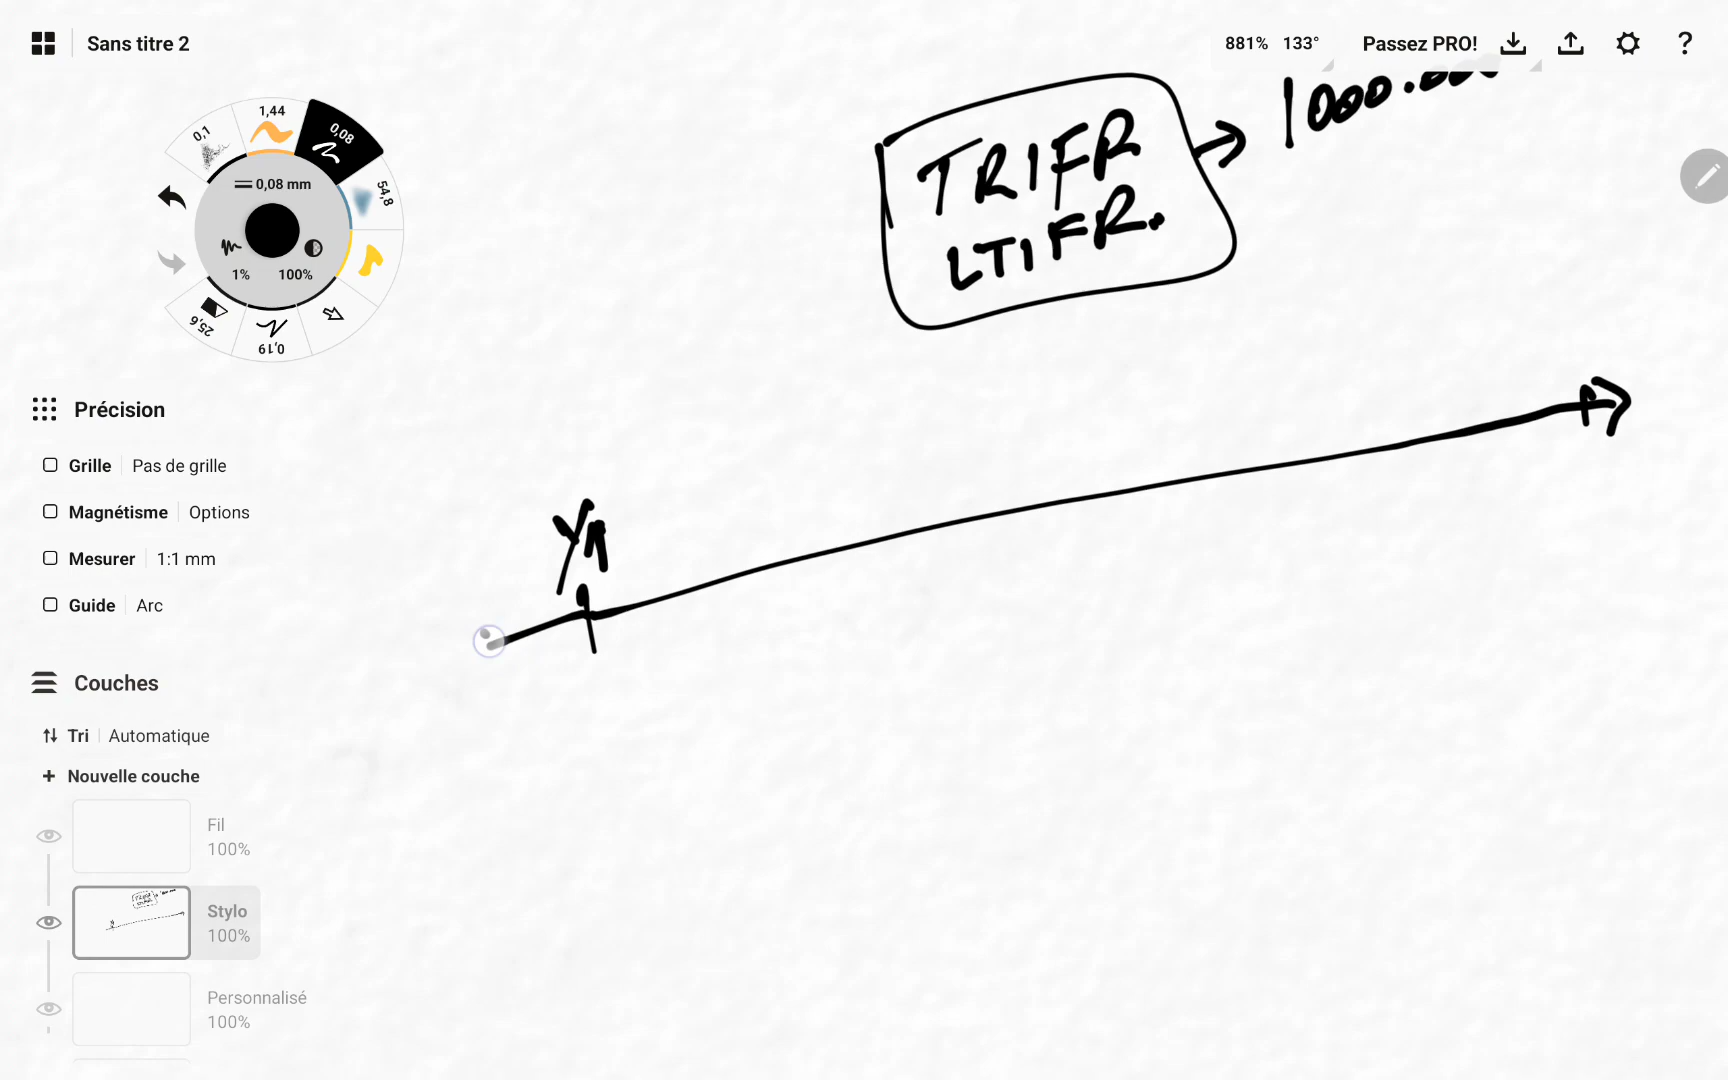 Sans titre 2
881% 133° Passez PRO! ?
0,1
1,44
0,08
54,8
0,08 mm
1% 100%
25,6
0,19
TRIFR
LTIFR.
Précision
Grille Pas de grille
Magnétisme Options
Mesurer 1:1 mm
Guide Arc
Couches
Tri Automatique
+ Nouvelle couche
Fil
100%
Stylo
100%
Personnalisé
100%